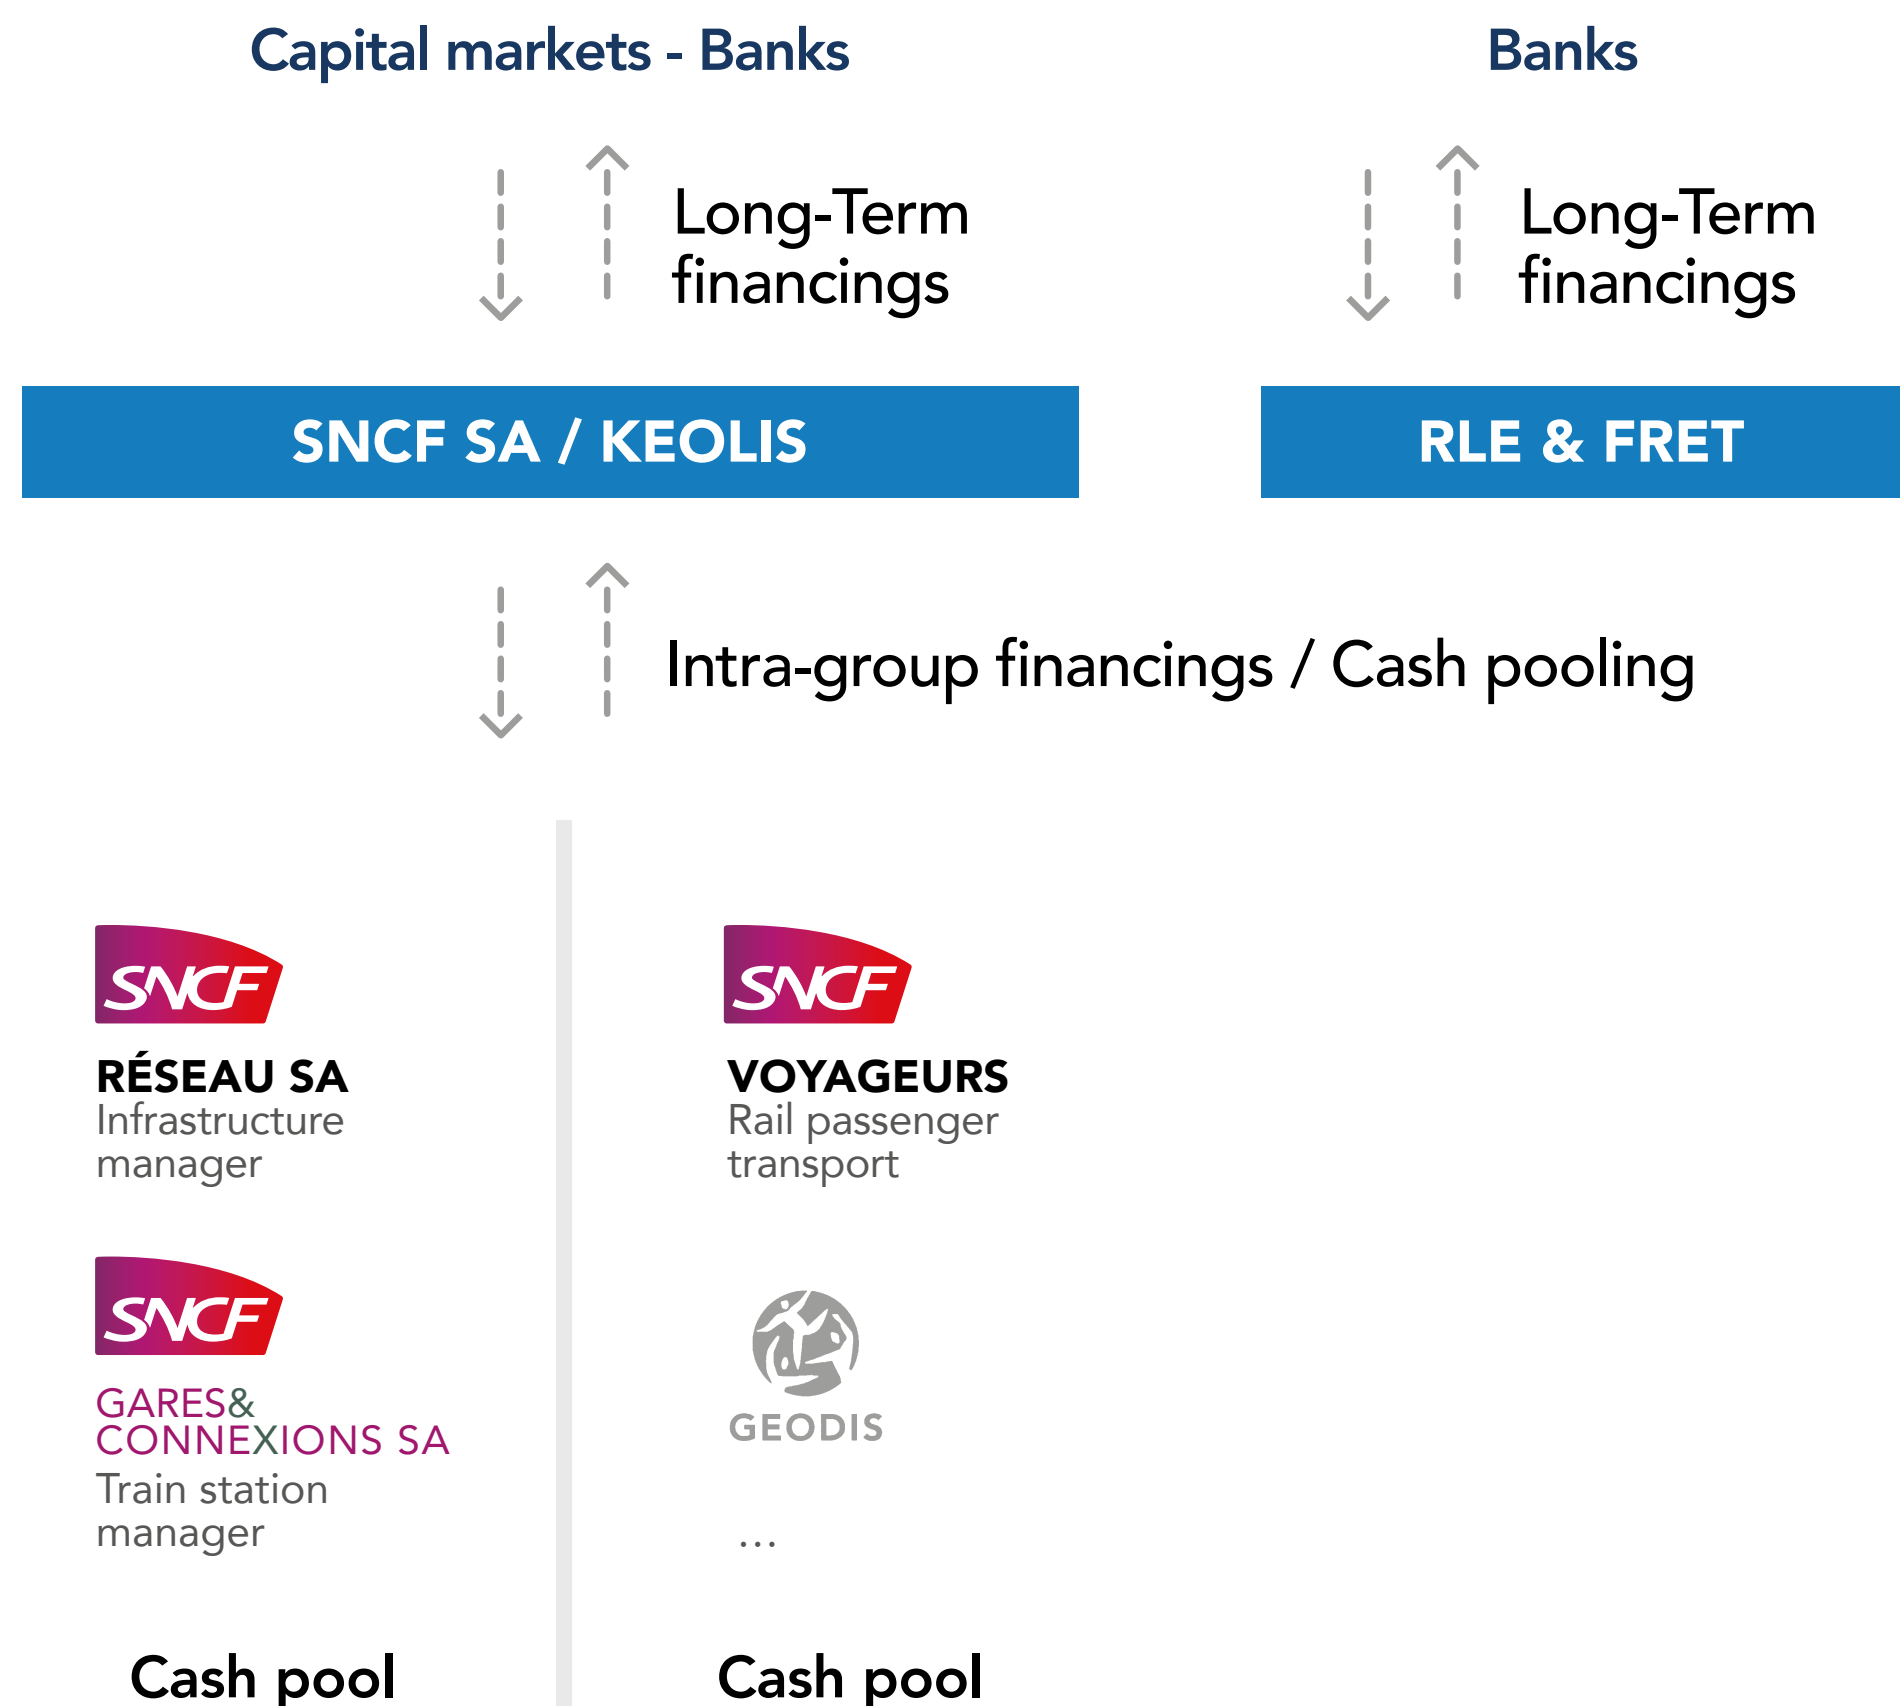 Capital markets - Banks
Banks
Long-Term
financings
Long-Term
financings
SNCF SA / KEOLIS
RLE & FRET
Intra-group financings / Cash pooling
SNCF
RÉSEAU SA
Infrastructure
manager
SNCF
GARES&
CONNEXIONS SA
Train station
manager
Cash pool
SNCF
VOYAGEURS
Rail passenger
transport
GEODIS
...
Cash pool